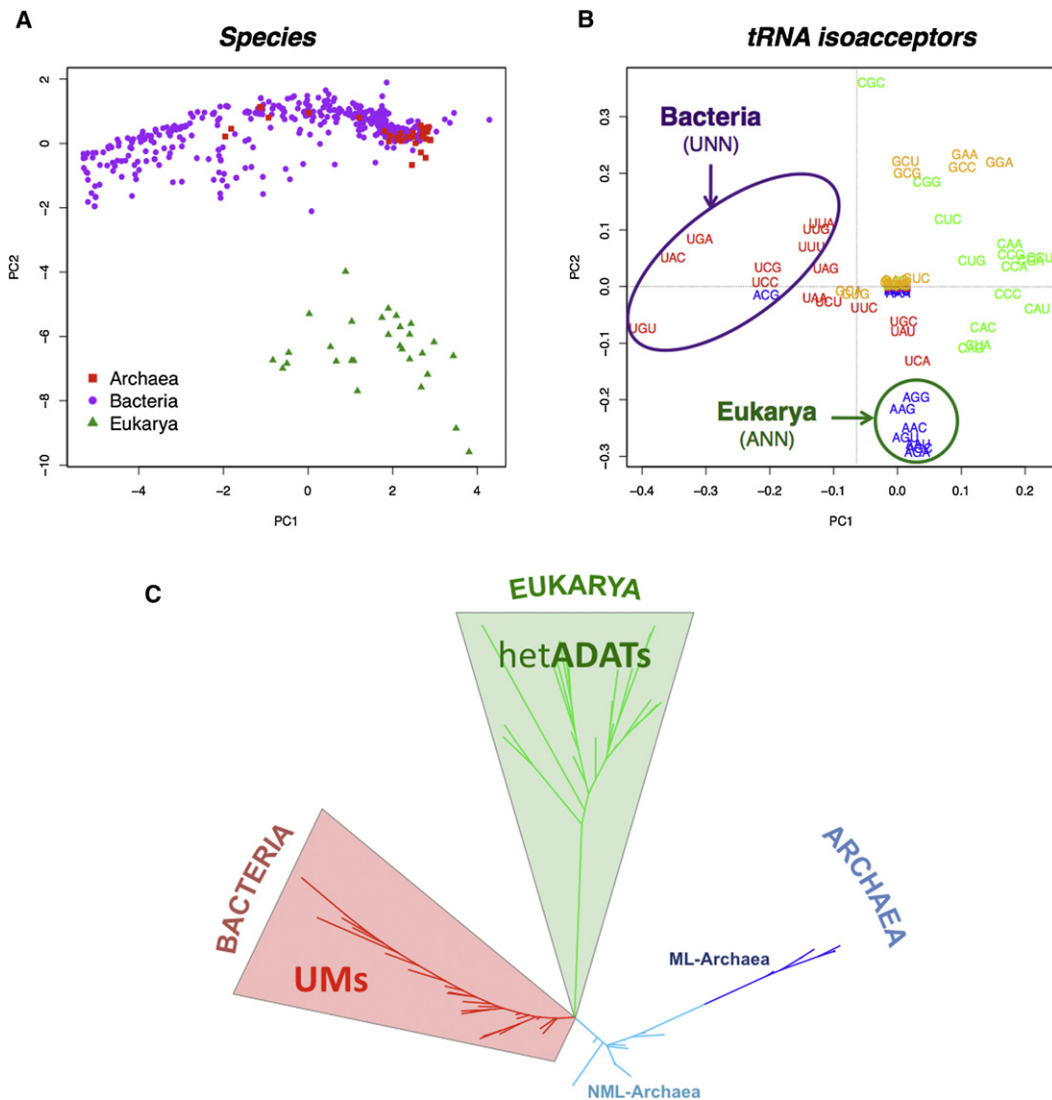 A
Species
2
0
−2
−4
−6
−8
−10
PC2
Archaea
Bacteria
Eukarya
−4
−2
0
2
4
PC1
B
tRNA isoacceptors
0.3
0.2
0.1
0.0
−0.1
−0.2
−0.3
PC2
Bacteria
(UNN)
CGC
GCU
GCG
GAA
GCC
GGA
CGG
CUC
UUA
UUG
UUU
UGA
UAC
UCG
UCC
ACG
UAG
UGU
UAA
UCU
UUC
GUC
CAA
CCG
CCA
CUG
CCC
CAU
UGC
UAU
UCA
CAC
Eukarya
(ANN)
AGG
AAG
AAC
AGU
AGA
−0.4
−0.3
−0.2
−0.1
0.0
0.1
0.2
PC1
C
EUKARYA
hetADATs
BACTERIA
UMs
ARCHAEA
ML-Archaea
NML-Archaea